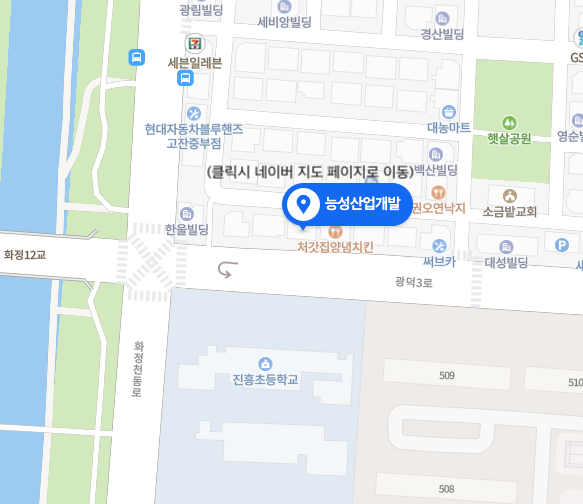 광림빌딩
세비앙빌딩
경산빌딩
7
GS
세븐일레븐
현대자동차블루핸즈
고잔중부점
대농마트
햇살공원
영순빌
백산빌딩
(클릭시 네이버 지도 페이지로 이동)
능성산업개발
권오연낙지
소금밭교회
한울빌딩
처갓집양념치킨
써브카
대성빌딩
P
화정12교
광덕3로
화정천동로
진흥초등학교
509
510
508